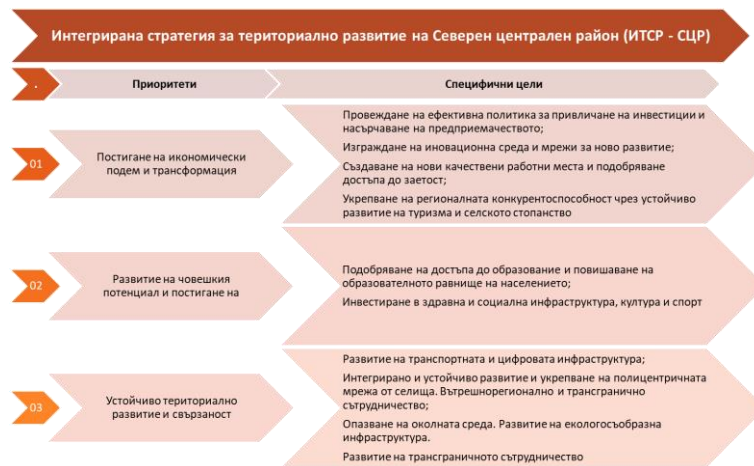 Интегрирана стратегия за териториално развитие на Северен централен район (ИТСР - СЦР)
.
Приоритети
Специфични цели
01
Постигане на икономически
подем и трансформация
Провеждане на ефективна политика за привличане на инвестиции и
насърчаване на предприемачеството;
Изграждане на иновационна среда и мрежи за ново развитие;
Създаване на нови качествени работни места и подобряване
достъпа до заетост;
Укрепване на регионалната конкурентоспособност чрез устойчиво
развитие на туризма и селското стопанство
02
Развитие на човешкия
потенциал и постигане на
Подобряване на достъпа до образование и повишаване на
образователното равнище на населението;
Инвестиране в здравна и социална инфраструктура, култура и спорт
03
Устойчиво териториално
развитие и свързаност
Развитие на транспортната и цифровата инфраструктура;
Интегрирано и устойчиво развитие и укрепване на полицентричната
мрежа от селища. Вътрешнорегионално и трансгранично
сътрудничество;
Опазване на околната среда. Развитие на екологосъобразна
инфраструктура.
Развитие на трансграничното сътрудничество